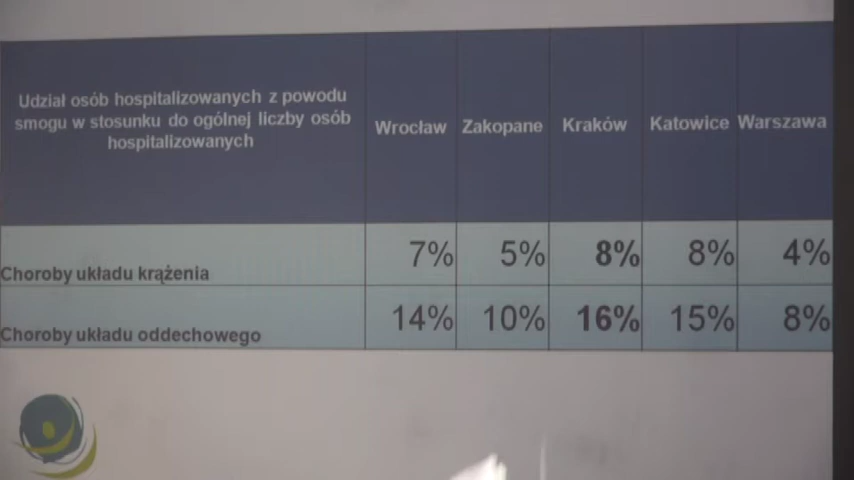 Udział osób hospitalizowanych z powodu
smogu w stosunku do ogólnej liczby osób
hospitalizowanych
Wrocław Zakopane Kraków Katowice Warszawa
Choroby układu krążenia 7% 5% 8% 8% 4%
Choroby układu oddechowego 14% 10% 16% 15% 8%